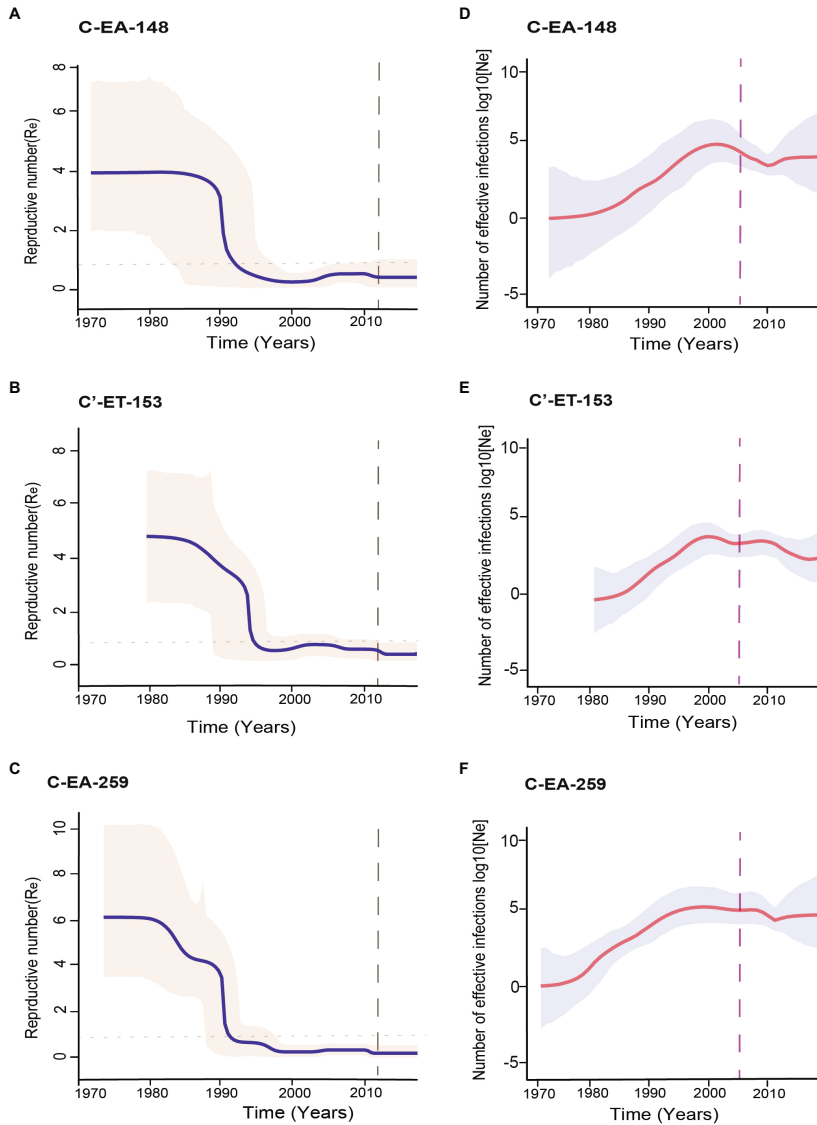 A
C-EA-148
Reprductive number(Re)
8
6
4
2
0
1970 1980 1990 2000 2010
Time (Years)
D
C-EA-148
Number of effective infections log10[Ne]
10
5
0
-5
1970 1980 1990 2000 2010
Time (Years)
B
C'-ET-153
Reprductive number(Re)
8
6
4
2
0
1970 1980 1990 2000 2010
Time (Years)
E
C'-ET-153
Number of effective infections log10[Ne]
10
5
0
-5
1970 1980 1990 2000 2010
Time (Years)
C
C-EA-259
Reprductive number(Re)
10
8
6
4
2
0
1970 1980 1990 2000 2010
Time (Years)
F
C-EA-259
Number of effective infections log10[Ne]
10
5
0
-5
1970 1980 1990 2000 2010
Time (Years)